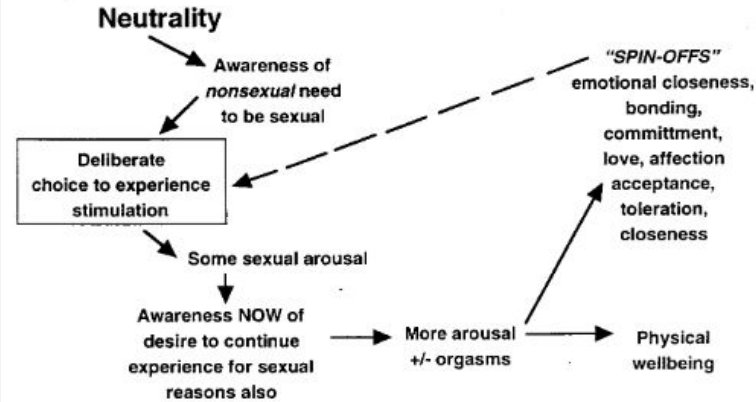 Neutrality
Awareness of
nonsexual need
to be sexual
Deliberate
choice to experience
stimulation
Some sexual arousal
Awareness NOW of
desire to continue
experience for sexual
reasons also
More arousal
+/- orgasms
"SPIN-OFFS"
emotional closeness,
bonding,
committment,
love, affection
acceptance,
toleration,
closeness
Physical
wellbeing